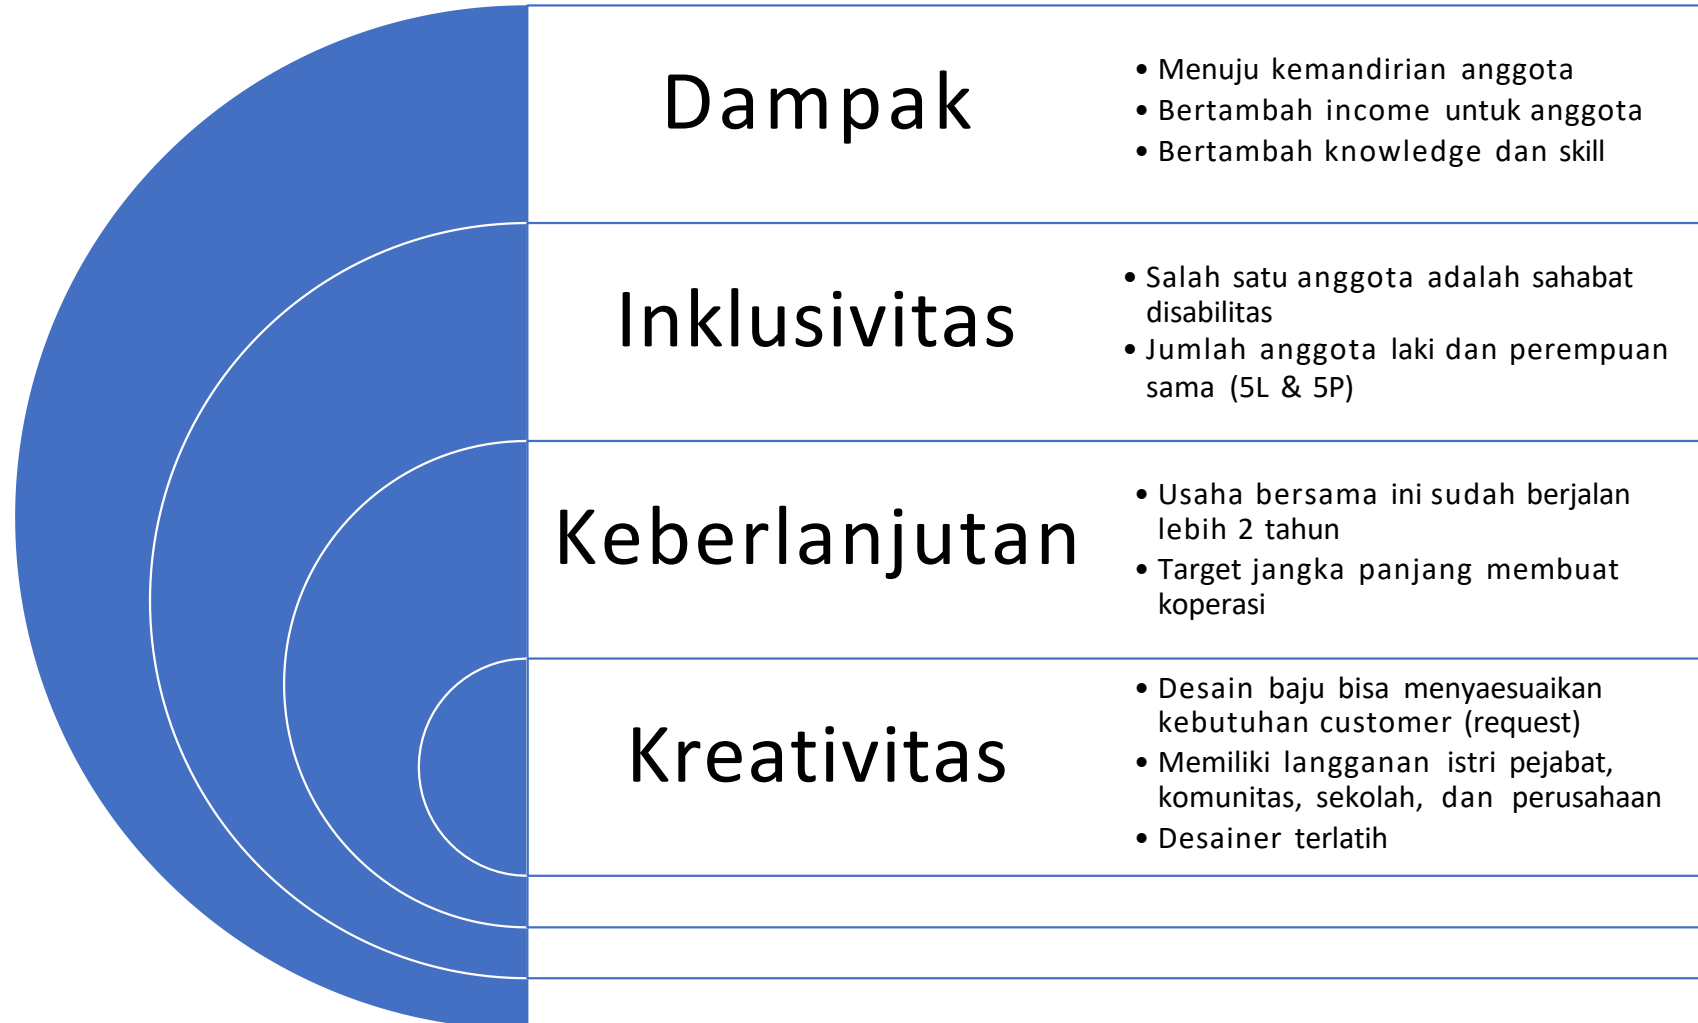 Dampak
• Menuju kemandirian anggota
• Bertambah income untuk anggota
• Bertambah knowledge dan skill
Inklusivitas
• Salah satu anggota adalah sahabat
disabilitas
• Jumlah anggota laki dan perempuan
sama (5L & 5P)
Keberlanjutan
• Usaha bersama ini sudah berjalan
lebih 2 tahun
• Target jangka panjang membuat
koperasi
Kreativitas
• Desain baju bisa menyaesuaikan
kebutuhan customer (request)
• Memiliki langganan istri pejabat,
komunitas, sekolah, dan perusahaan
• Desainer terlatih